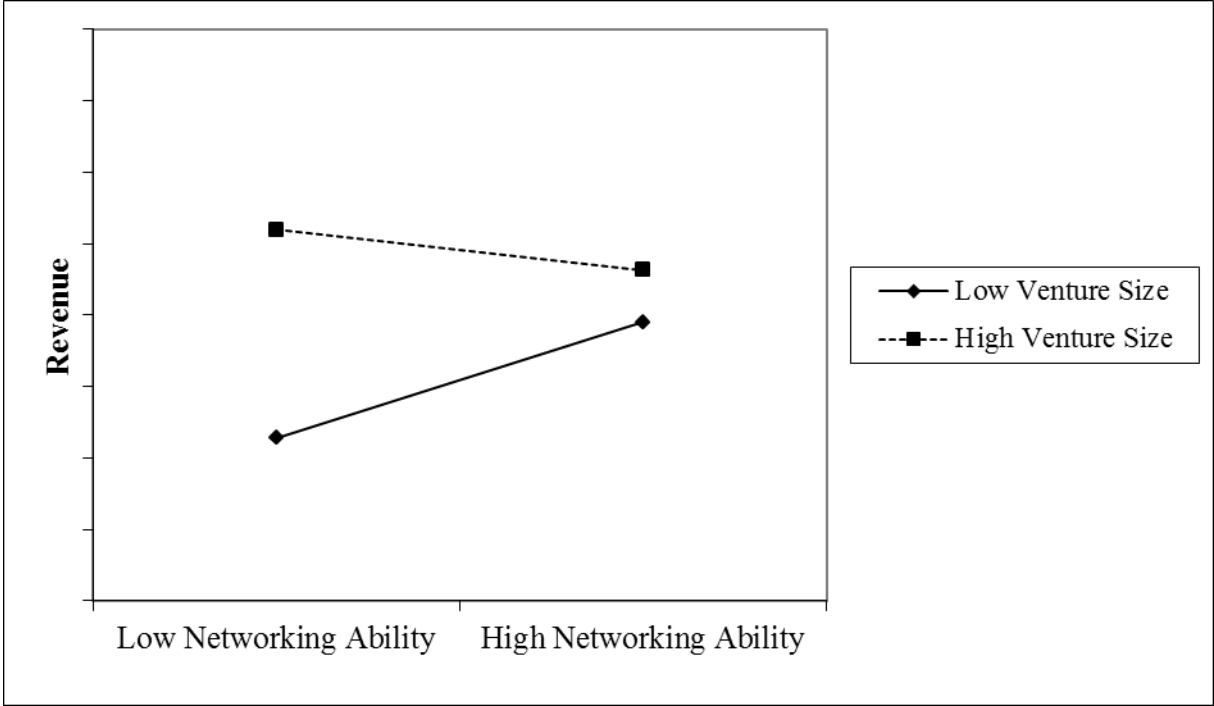 Revenue
Low Venture Size
High Venture Size
Low Networking Ability
High Networking Ability